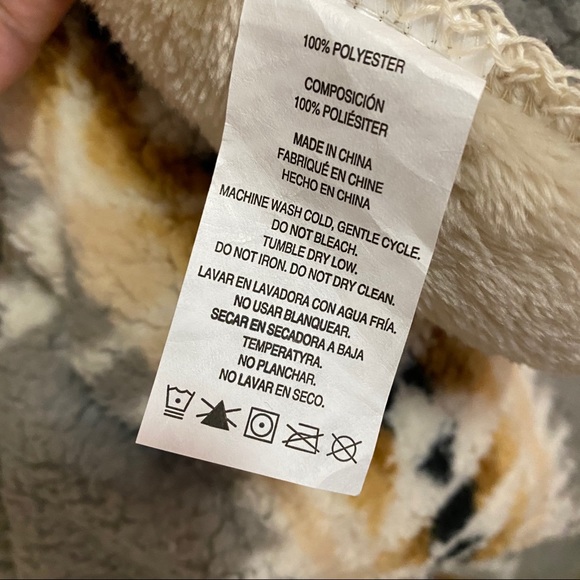 100% POLYESTER
COMPOSICIÓN
100% POLIÉSITER
MADE IN CHINA
FABRIQUÉ EN CHINE
HECHO EN CHINA
MACHINE WASH COLD, GENTLE CYCLE.
DO NOT BLEACH.
TUMBLE DRY LOW.
DO NOT IRON. DO NOT DRY CLEAN.
LAVAR EN LAVADORA CON AGUA FRÍA.
NO USAR BLANQUEAR.
SECAR EN SECADORA A BAJA
TEMPERATYRA.
NO PLANCHAR.
NO LAVAR EN SECO.